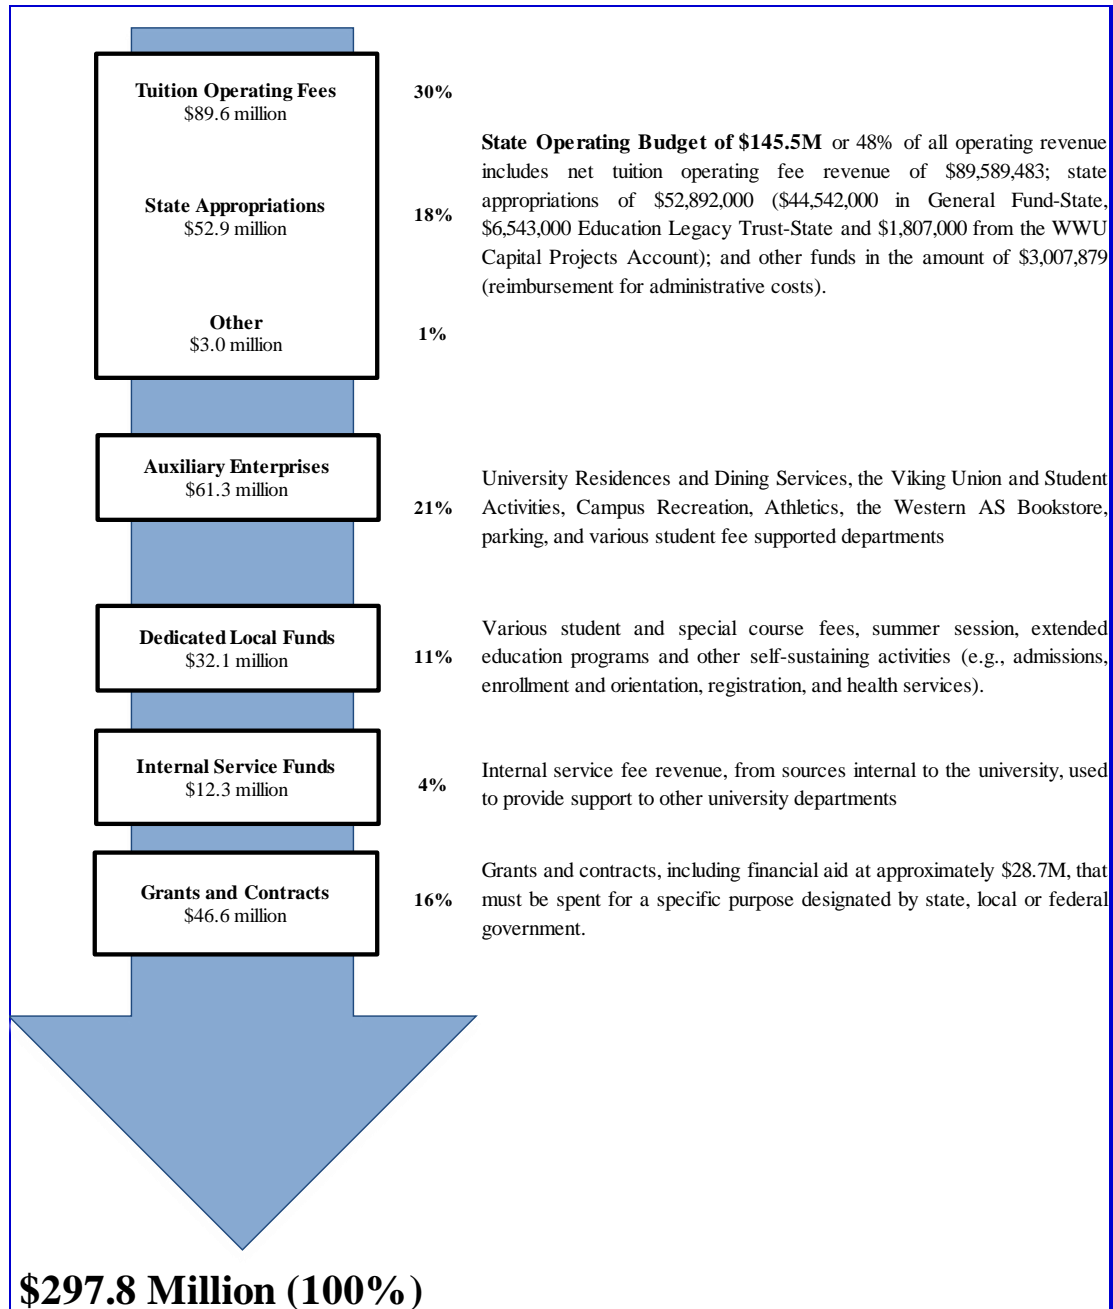 Tuition Operating Fees
$89.6 million
30%
State Operating Budget of $145.5M or 48% of all operating revenue
includes net tuition operating fee revenue of $89,589,483; state
appropriations of $52,892,000 ($44,542,000 in General Fund-State,
$6,543,000 Education Legacy Trust-State and $1,807,000 from the WWU
Capital Projects Account); and other funds in the amount of $3,007,879
(reimbursement for administrative costs).
State Appropriations
$52.9 million
18%
Other
$3.0 million
1%
Auxiliary Enterprises
$61.3 million
21%
University Residences and Dining Services, the Viking Union and Student
Activities, Campus Recreation, Athletics, the Western AS Bookstore,
parking, and various student fee supported departments
Dedicated Local Funds
$32.1 million
11%
Various student and special course fees, summer session, extended
education programs and other self-sustaining activities (e.g., admissions,
enrollment and orientation, registration, and health services).
Internal Service Funds
$12.3 million
4%
Internal service fee revenue, from sources internal to the university, used
to provide support to other university departments
Grants and Contracts
$46.6 million
16%
Grants and contracts, including financial aid at approximately $28.7M, that
must be spent for a specific purpose designated by state, local or federal
government.
$297.8 Million (100%)